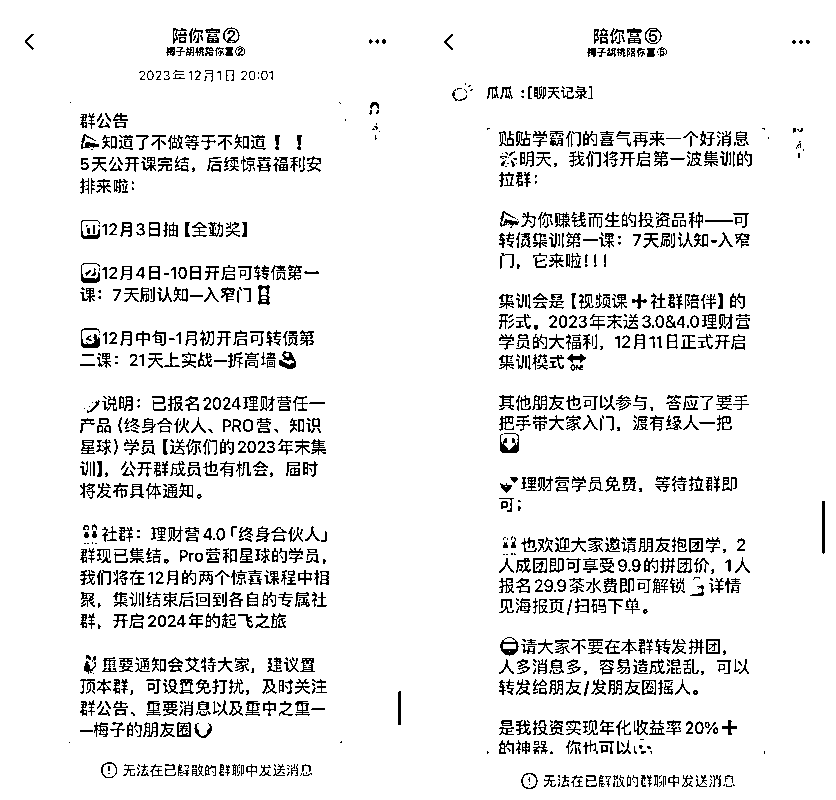 陪你富②
梅子胡桃陪你富②
2023年12月1日 20:01
群公告
知道了不做等于不知道！！
5天公开课完结，后续惊喜福利安
排来啦：
1 12月3日抽【全勤奖】
2 12月4日-10日开启可转债第一
课：7天刷认知—入窄门
3 12月中旬-1月初开启可转债第
二课：21天上实战—拆高墙
说明：已报名2024理财营任一
产品（终身合伙人、PRO营、知识
星球）学员【送你们的2023年末集
训】，公开群成员也有机会，届时
将发布具体通知。
社群：理财营4.0「终身合伙人」
群现已集结。Pro营和星球的学员，
我们将在12月的两个惊喜课程中相
聚，集训结束后回到各自的专属社
群，开启2024年的起飞之旅
重要通知会艾特大家，建议置
顶本群，可设置免打扰，及时关注
群公告、重要消息以及重中之重—
—梅子的朋友圈
无法在已解散的群聊中发送消息
陪你富⑤
梅子胡桃陪你富⑤
瓜瓜：[聊天记录]
贴贴学霸们的喜气再来一个好消息
明天，我们将开启第一波集训的
拉群：
为你赚钱而生的投资品种——可
转债集训第一课：7天刷认知-入窄
门，它来啦！！！
集训会是【视频课➕社群陪伴】的
形式。2023年末送3.0&4.0理财营
学员的大福利，12月11日正式开启
集训模式
其他朋友也可以参与，答应了要手
把手带大家入门，渡有缘人一把
理财营学员免费，等待拉群即
可；
也欢迎大家邀请朋友抱团学，2
人成团即可享受9.9的拼团价，1人
报名29.9茶水费即可解锁 详情
见海报页/扫码下单。
请大家不要在本群转发拼团，
人多消息多，容易造成混乱，可以
转发给朋友/发朋友圈摇人。
是我投资实现年化收益率20%➕
的神器，你也可以
无法在已解散的群聊中发送消息